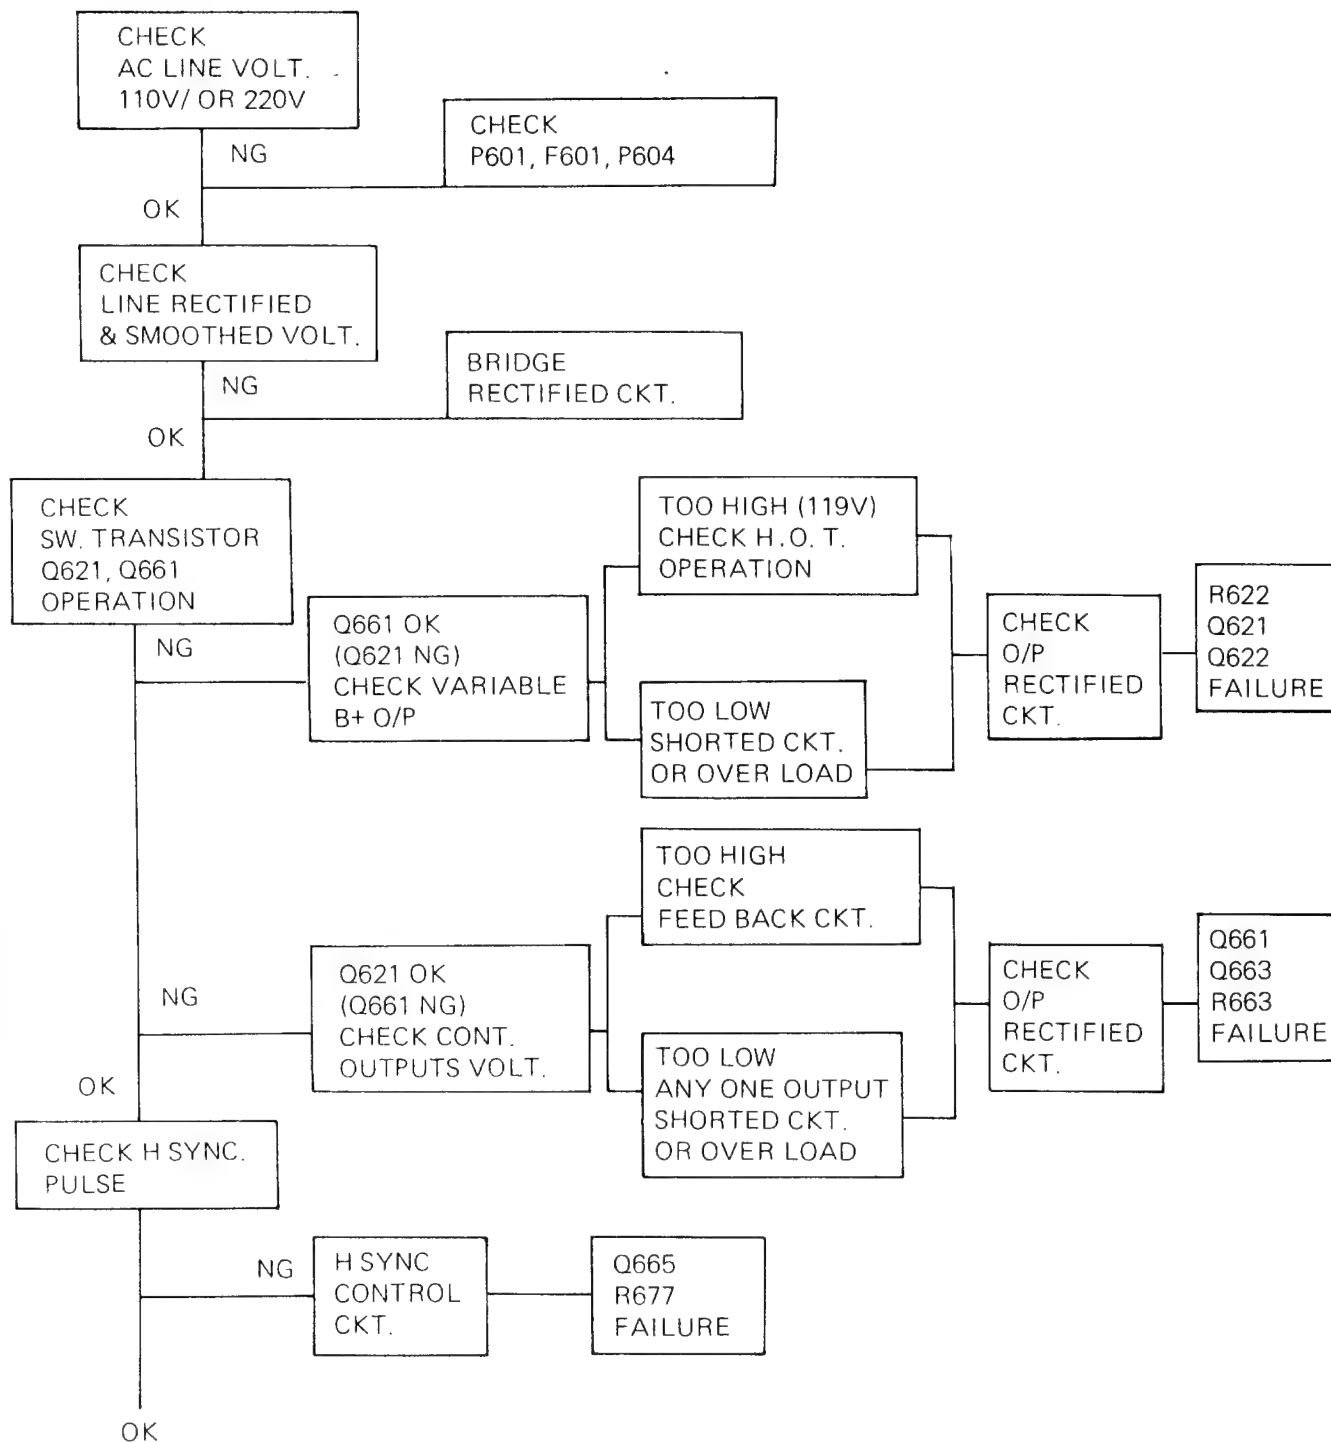 CHECK
AC LINE VOLT.
110V/ OR 220V
NG
CHECK
P601, F601, P604
OK
CHECK
LINE RECTIFIED
& SMOOTHED VOLT.
NG
BRIDGE
RECTIFIED CKT.
OK
CHECK
SW. TRANSISTOR
Q621, Q661
OPERATION
NG
Q661 OK
(Q621 NG)
CHECK VARIABLE
B+ O/P
TOO HIGH (119V)
CHECK H.O.T.
OPERATION
TOO LOW
SHORTED CKT.
OR OVER LOAD
CHECK
O/P
RECTIFIED
CKT.
R622
Q621
Q622
FAILURE
NG
Q621 OK
(Q661 NG)
CHECK CONT.
OUTPUTS VOLT.
TOO HIGH
CHECK
FEED BACK CKT.
TOO LOW
ANY ONE OUTPUT
SHORTED CKT.
OR OVER LOAD
CHECK
O/P
RECTIFIED
CKT.
Q661
Q663
R663
FAILURE
OK
CHECK H SYNC.
PULSE
NG
H SYNC
CONTROL
CKT.
Q665
R677
FAILURE
OK